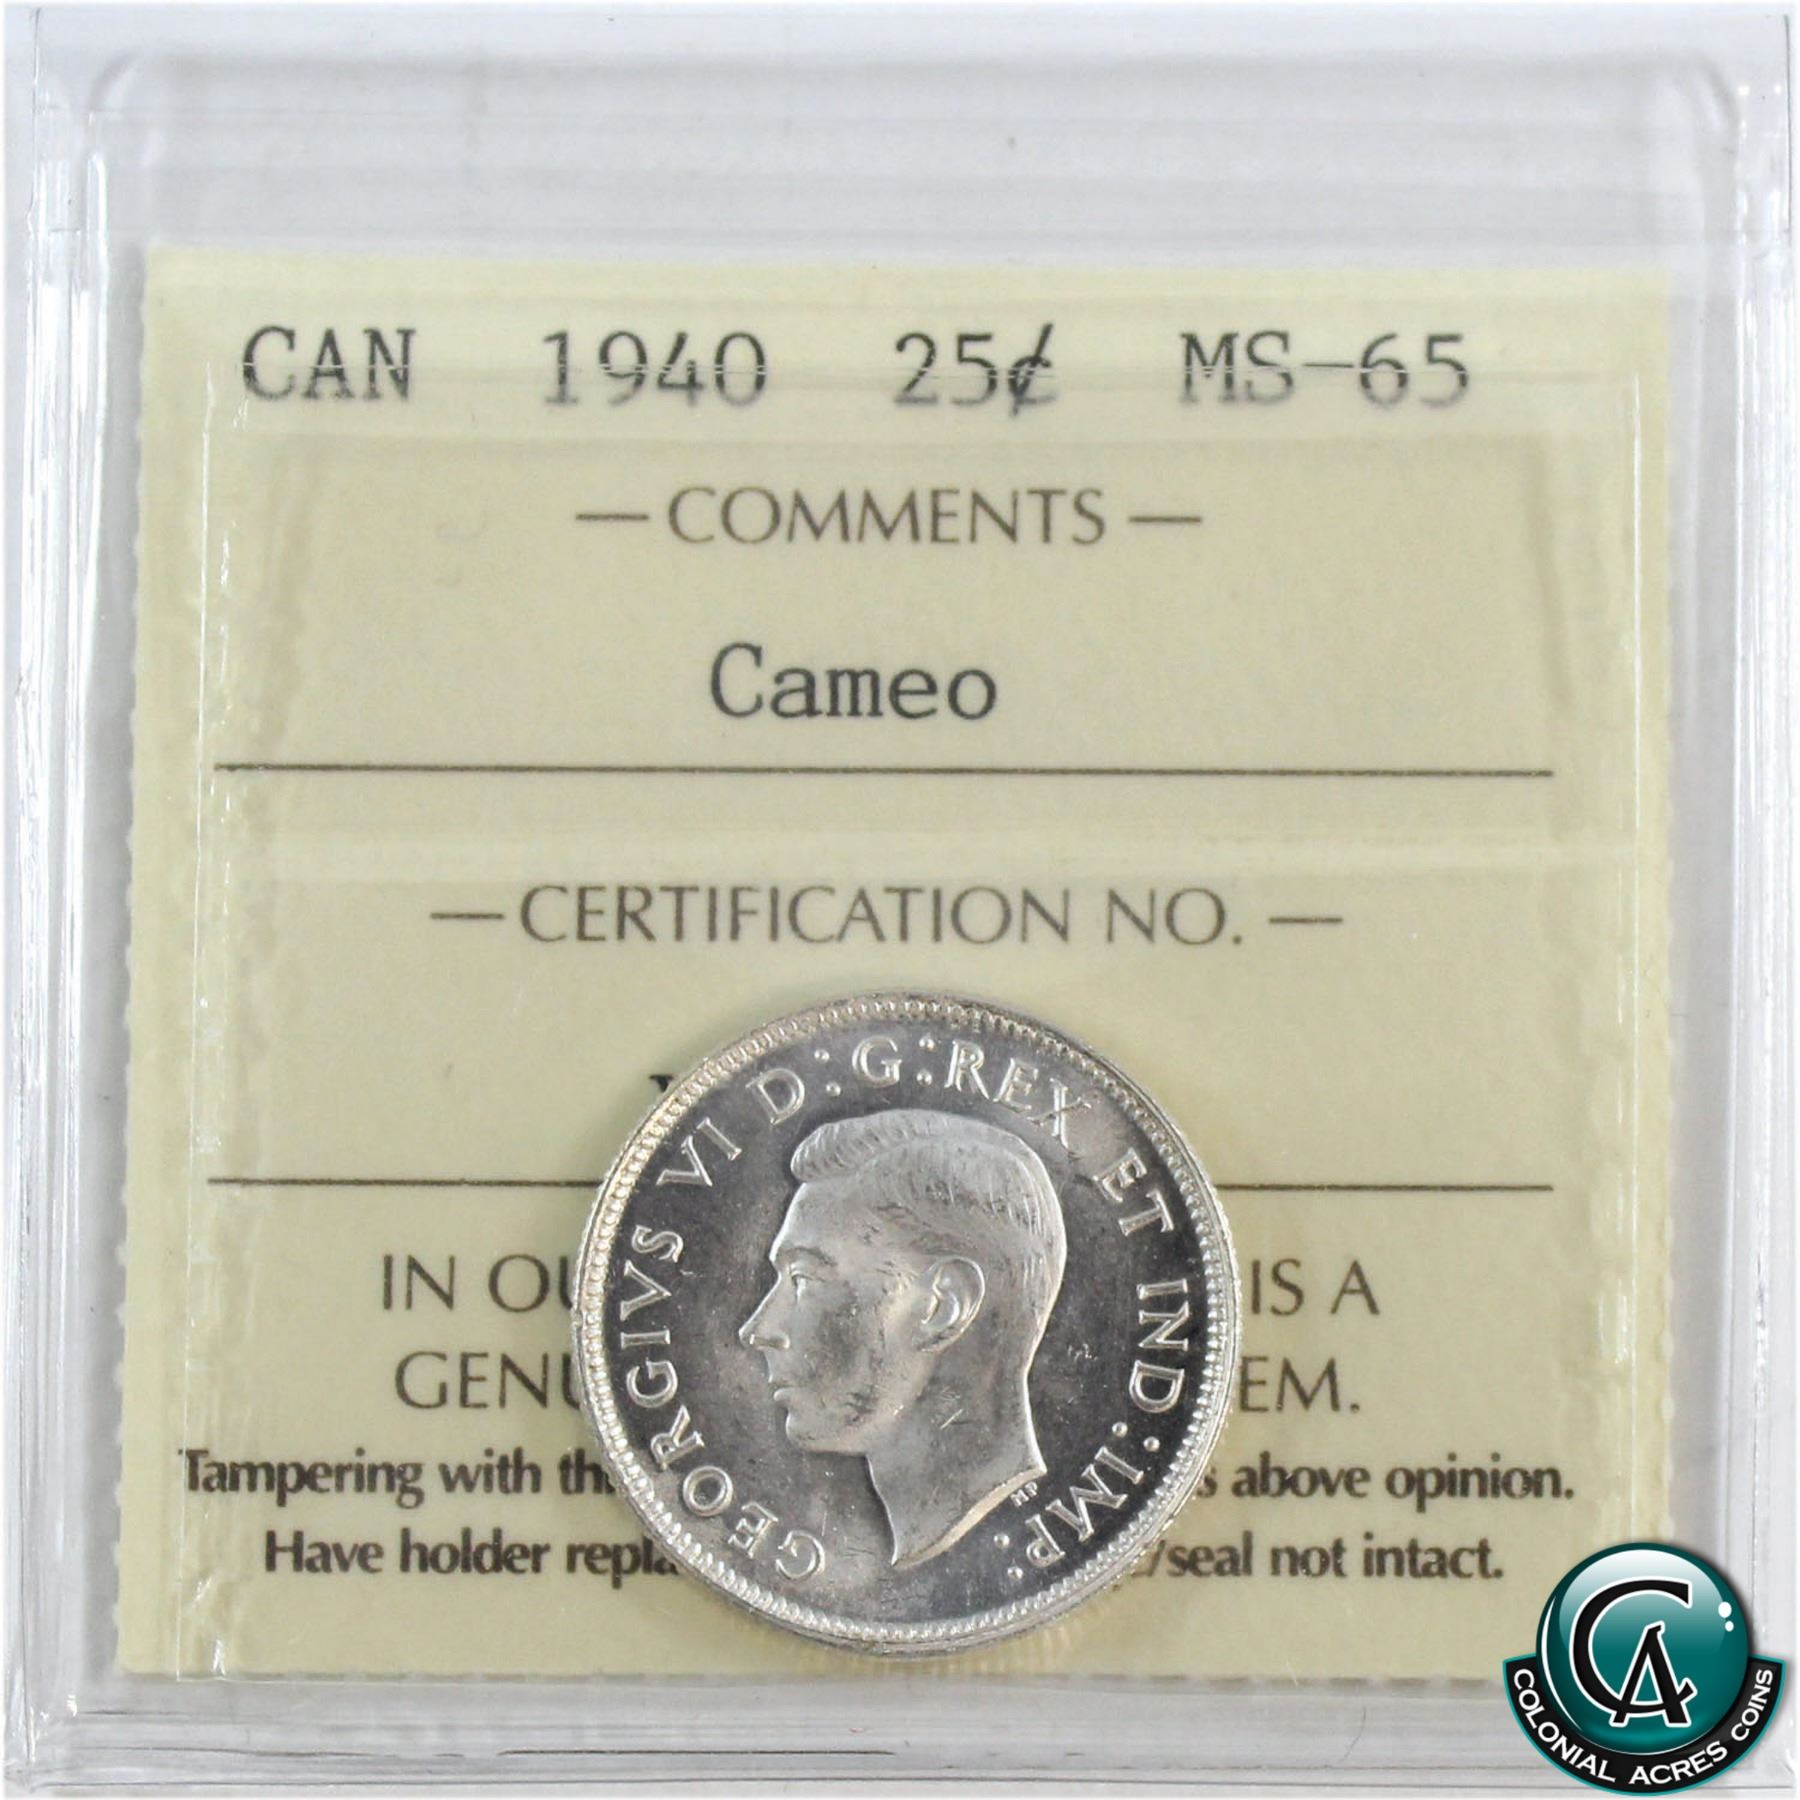 CAN 1940 25¢ MS-65
— COMMENTS —
Cameo
— CERTIFICATION NO. —
GEORGIVS VI D:G:REX ET IND:IMP:
HP
IN OU IS A
GENU EM.
Tampering with th s above opinion.
Have holder repla /seal not intact.
CA
COLONIAL ACRES COINS